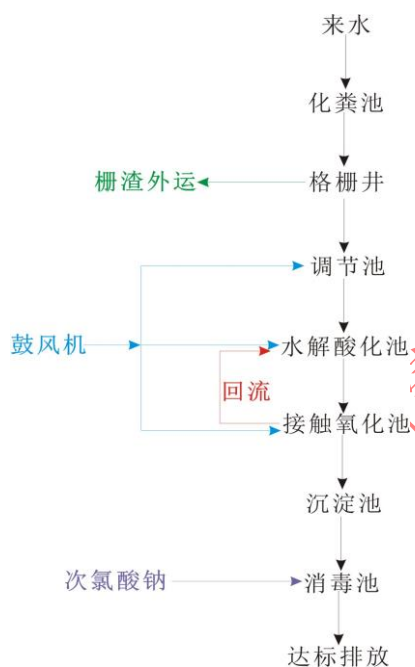 来水
化粪池
栅渣外运
格栅井
调节池
鼓风机
水解酸化池
回流
接触氧化池
沉淀池
次氯酸钠
消毒池
达标排放